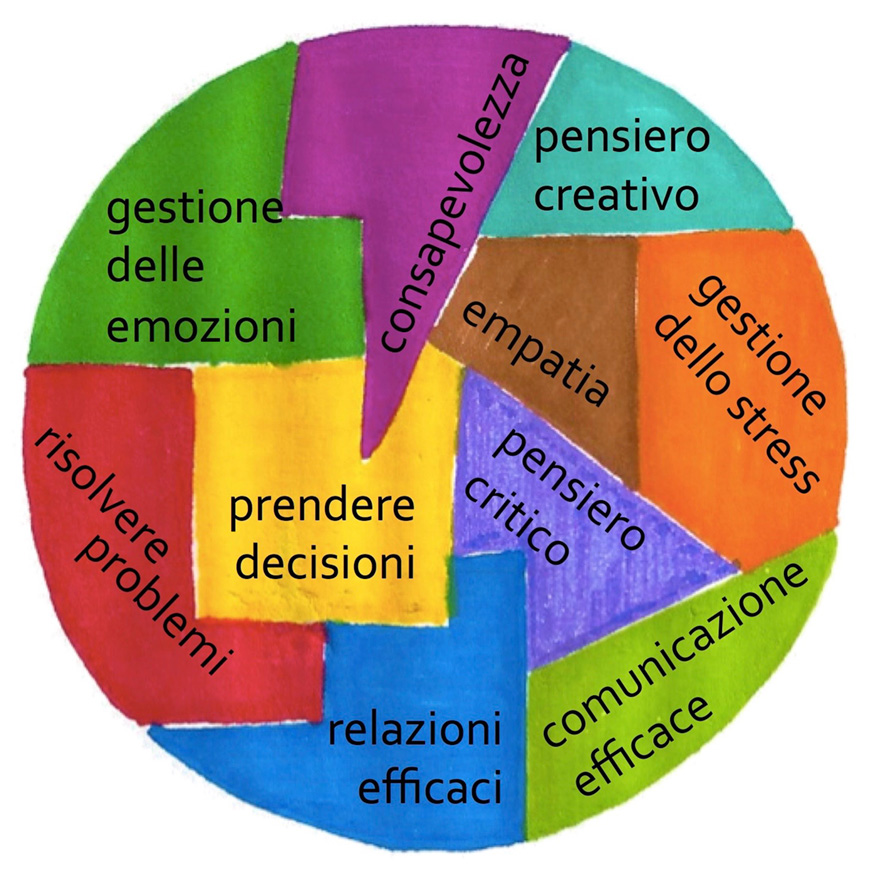 consapevolezza
pensiero
creativo
gestione
delle
emozioni
empatia
gestione
dello stress
pensiero
critico
prendere
decisioni
risolvere
problemi
comunicazione
efficace
relazioni
efficaci